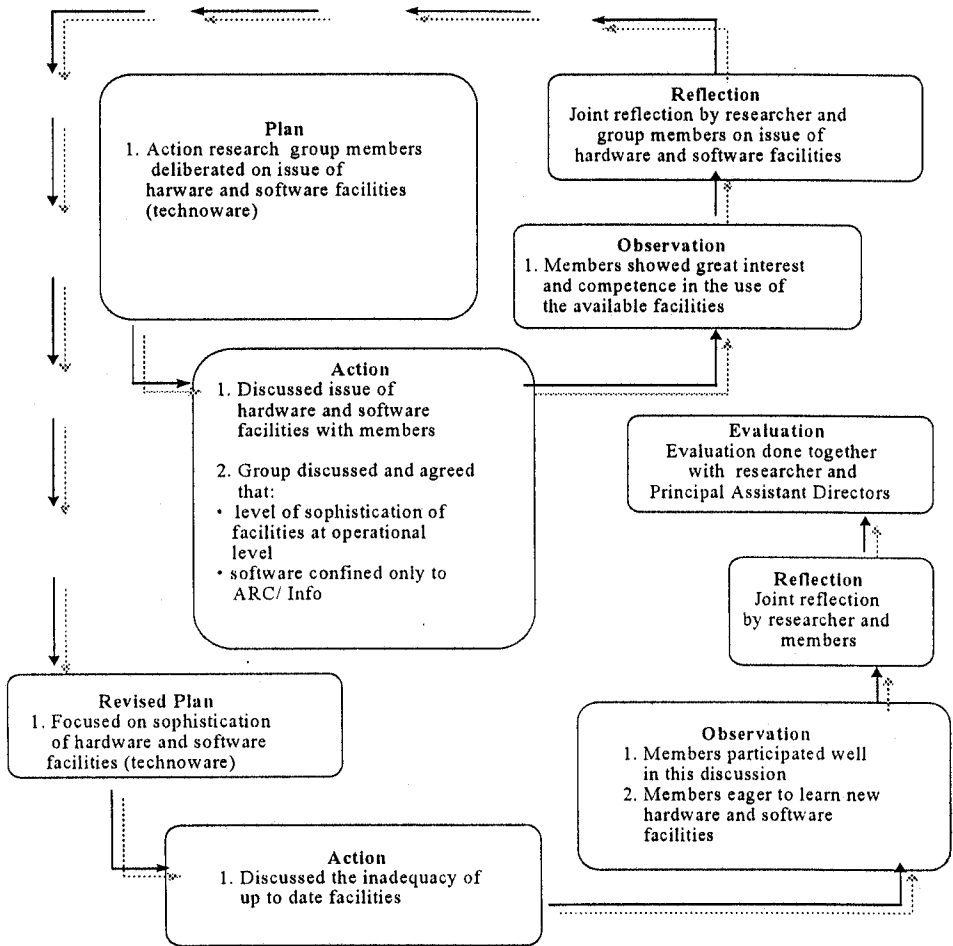 Plan
1. Action research group members
deliberated on issue of
harware and software facilities
(technoware)
Action
1. Discussed issue of
hardware and software
facilities with members
2. Group discussed and agreed
that:
• level of sophistication of
facilities at operational
level
• software confined only to
ARC/ Info
Observation
1. Members showed great interest
and competence in the use of
the available facilities
Reflection
Joint reflection by researcher and
group members on issue of
hardware and software facilities
Revised Plan
1. Focused on sophistication
of hardware and software
facilities (technoware)
Action
1. Discussed the inadequacy of
up to date facilities
Observation
1. Members participated well
in this discussion
2. Members eager to learn new
hardware and software
facilities
Reflection
Joint reflection
by researcher and
members
Evaluation
Evaluation done together
with researcher and
Principal Assistant Directors